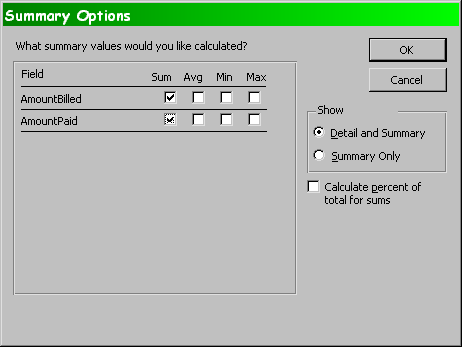 Summary Options
What summary values would you like calculated?
OK
Cancel
Field Sum Avg Min Max
AmountBilled
AmountPaid
Show
Detail and Summary
Summary Only
Calculate percent of
total for sums